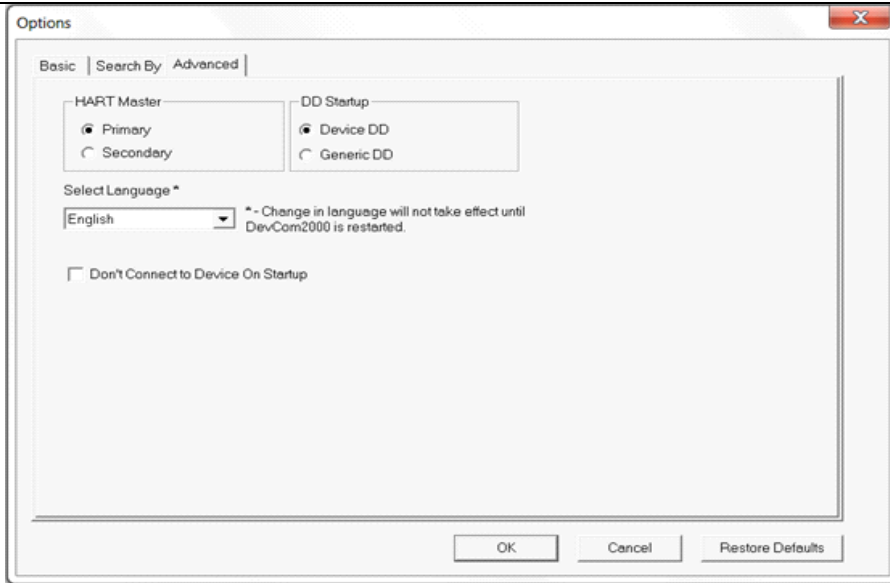 Options
Basic Search By Advanced
HART Master DD Startup
Primary Device DD
Secondary Generic DD
Select Language *
English
* - Change in language will not take effect until
DevCom2000 is restarted.
Don't Connect to Device On Startup
OK Cancel Restore Defaults